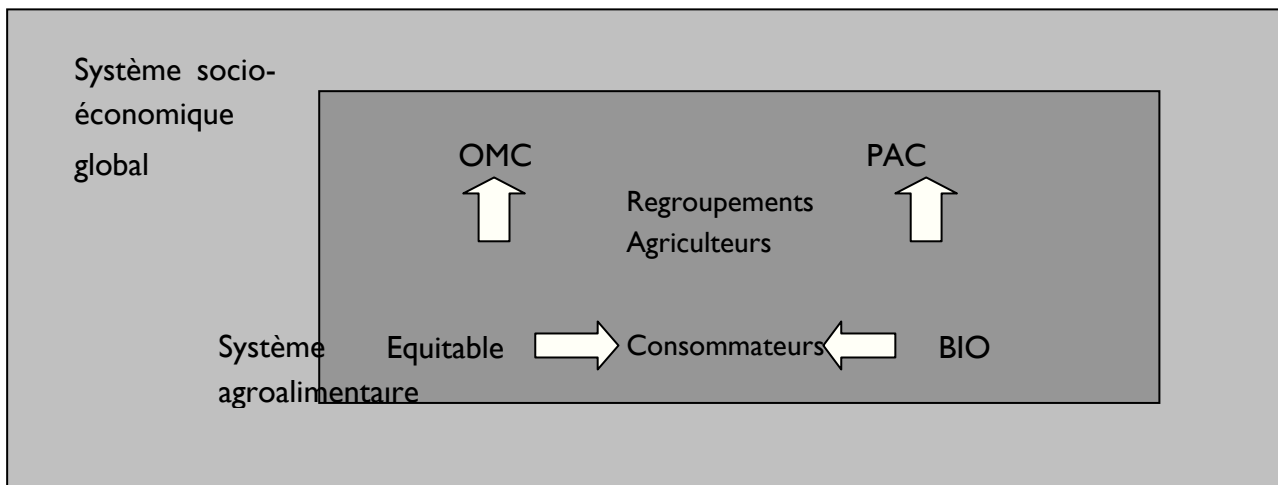 Système socio-
économique
global
OMC
PAC
Regroupements
Agriculteurs
Système
agroalimentaire
Equitable
Consommateurs
BIO